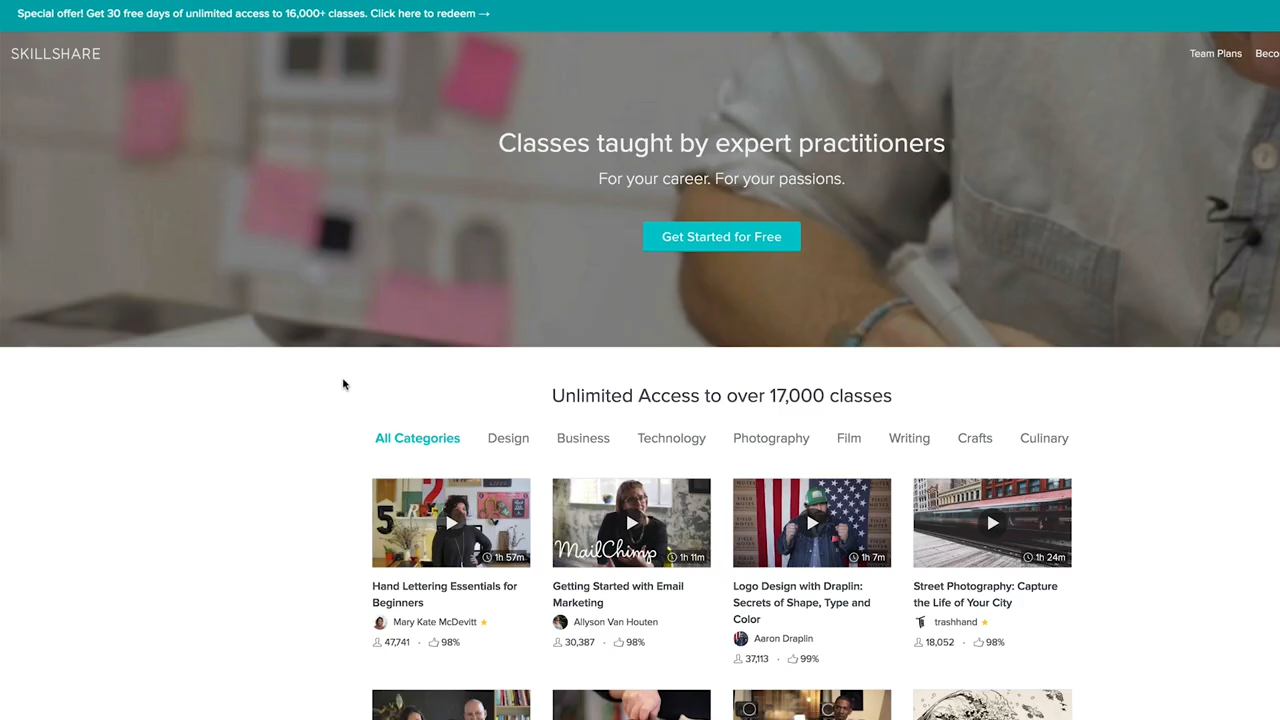 Special offer! Get 30 free days of unlimited access to 16,000+ classes. Click here to redeem →
SKILLSHARE
Team Plans
Beco
Classes taught by expert practitioners
For your career. For your passions.
Get Started for Free
Unlimited Access to over 17,000 classes
All Categories Design Business Technology Photography Film Writing Crafts Culinary
5
1h 57m
MailChimp
1h 11m
1h 7m
1h 24m
Hand Lettering Essentials for
Beginners
Mary Kate McDevitt
47,741 · 98%
Getting Started with Email
Marketing
Allyson Van Houten
30,387 · 98%
Logo Design with Draplin:
Secrets of Shape, Type and
Color
Aaron Draplin
37,113 · 99%
Street Photography: Capture
the Life of Your City
trashhand
18,052 · 98%